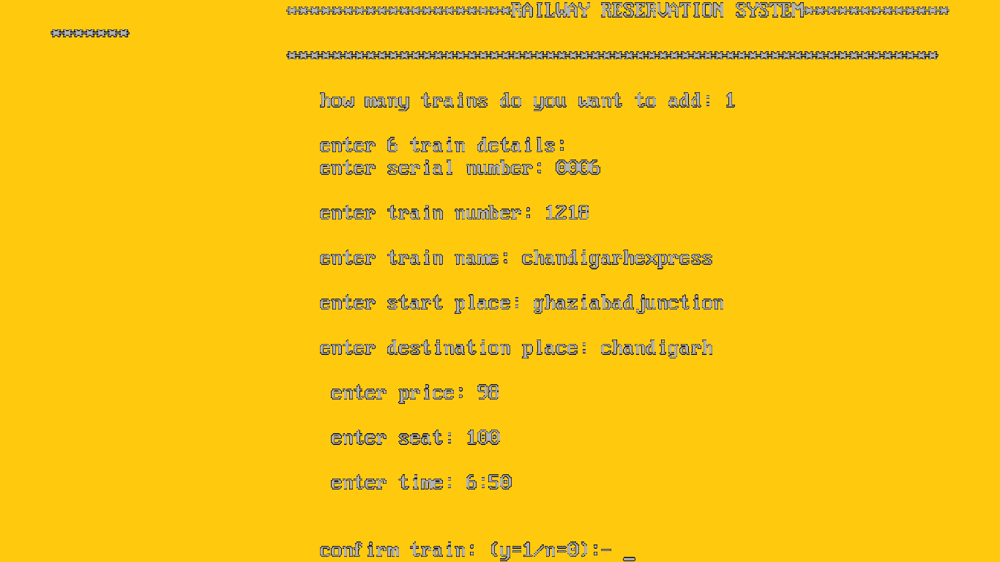 ********************RAILWAY RESERVATION SYSTEM*************
*******
**********************************************************
how many trains do you want to add: 1
enter 6 train details:
enter serial number: 0006
enter train number: 1218
enter train name: chandigarhexpress
enter start place: ghaziabadjunction
enter destination place: chandigarh
enter price: 98
enter seat: 100
enter time: 6:50
confirm train: (y=1/n=0):- _